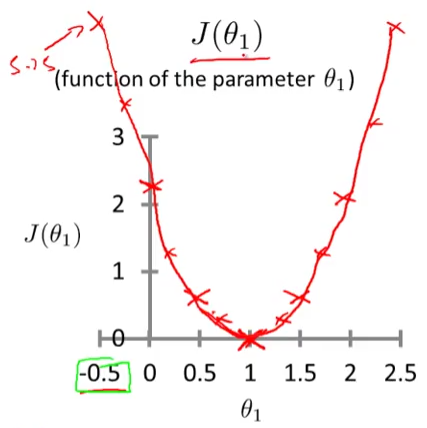 J(θ₁)
(function of the parameter θ₁)
5.25
3
2
J(θ₁)
1
0
-0.5 0 0.5 1 1.5 2 2.5
θ₁